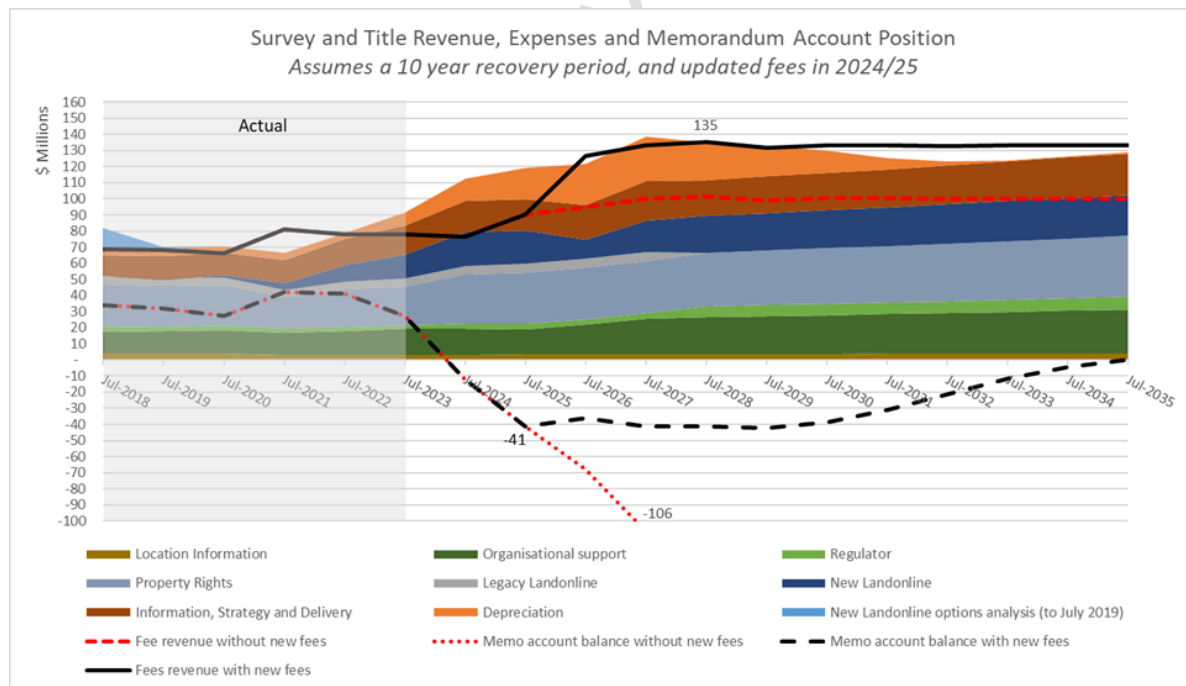 Survey and Title Revenue, Expenses and Memorandum Account Position
Assumes a 10 year recovery period, and updated fees in 2024/25
$ Millions
160
150
140
130
120
110
100
90
80
70
60
50
40
30
20
10
-
-10
-20
-30
-40
-50
-60
-70
-80
-90
-100
Actual
135
-41
-106
Jul-2018
Jul-2019
Jul-2020
Jul-2021
Jul-2022
Jul-2023
Jul-2024
Jul-2025
Jul-2026
Jul-2027
Jul-2028
Jul-2029
Jul-2030
Jul-2031
Jul-2032
Jul-2033
Jul-2034
Jul-2035
Location Information
Organisational support
Regulator
Property Rights
Legacy Landonline
New Landonline
Information, Strategy and Delivery
Depreciation
New Landonline options analysis (to July 2019)
Fee revenue without new fees
Memo account balance without new fees
Memo account balance with new fees
Fees revenue with new fees